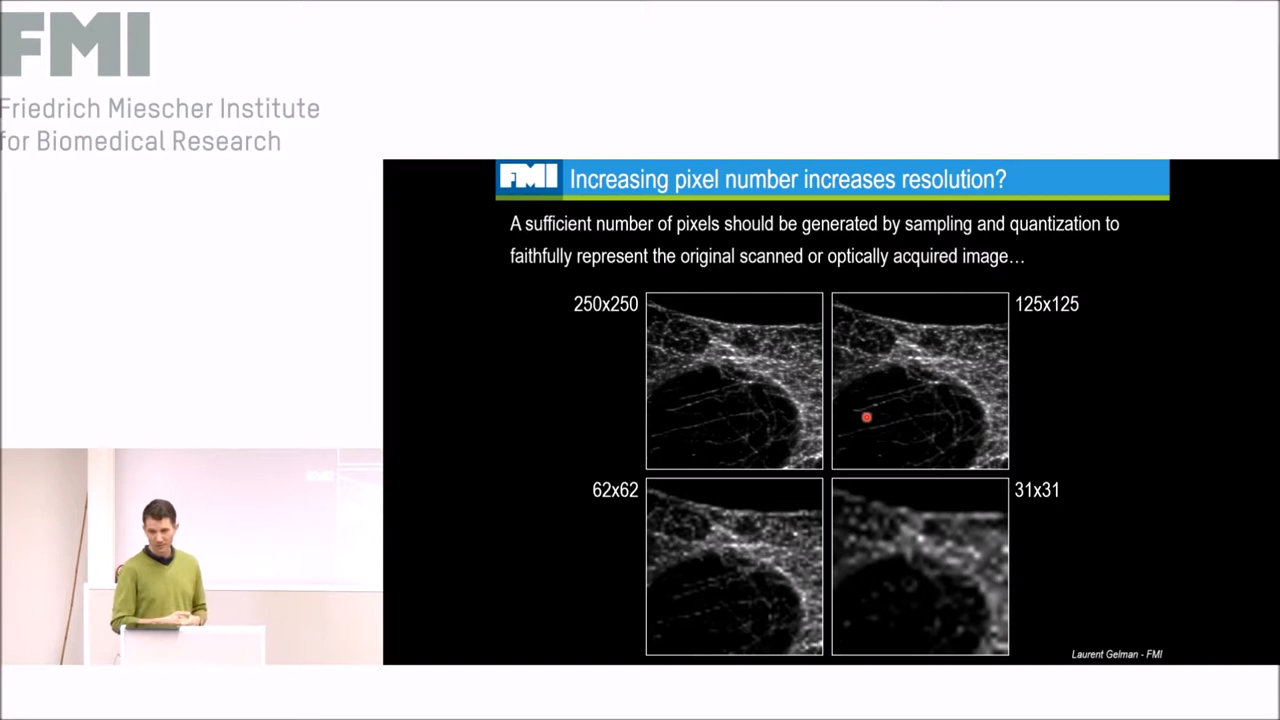 FMI
Friedrich Miescher Institute
for Biomedical Research
FMI Increasing pixel number increases resolution?
A sufficient number of pixels should be generated by sampling and quantization to
faithfully represent the original scanned or optically acquired image…
250x250
125x125
62x62
31x31
Laurent Gelman - FMI